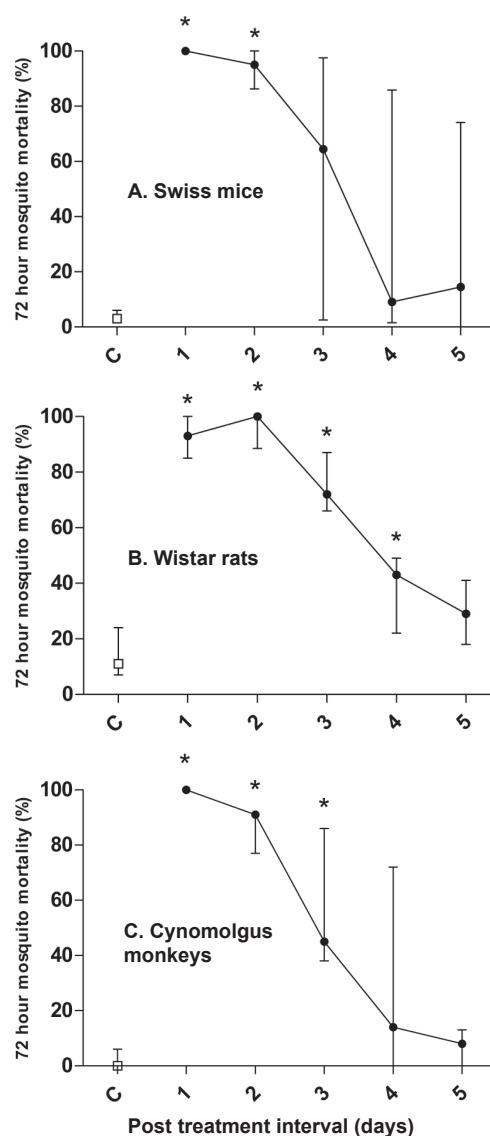 72 hour mosquito mortality (%)
100
80
60
40
20
0
* *
A. Swiss mice
C 1 2 3 4 5
72 hour mosquito mortality (%)
100
80
60
40
20
0
* * * *
B. Wistar rats
C 1 2 3 4 5
72 hour mosquito mortality (%)
100
80
60
40
20
0
* * *
C. Cynomolgus
monkeys
C 1 2 3 4 5
Post treatment interval (days)